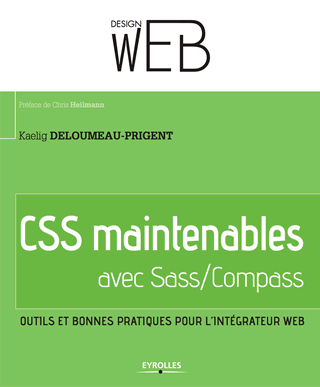 DESIGN
WEB
Préface de Chris Heilmann
Kaelig DELOUMEAU-PRIGENT
CSS maintenables
avec Sass/Compass
OUTILS ET BONNES PRATIQUES POUR L'INTÉGRATEUR WEB
EYROLLES